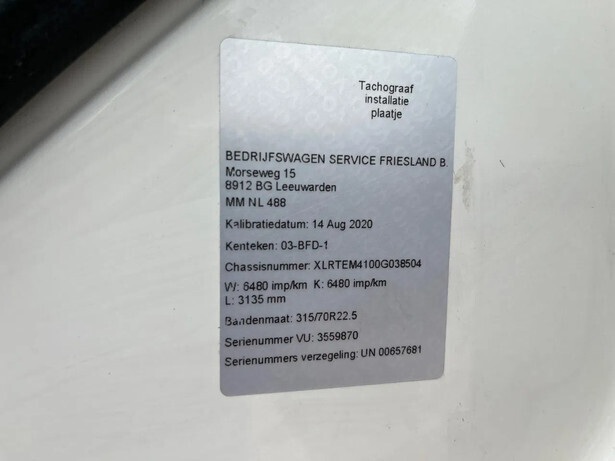 Tachograaf
installatie
plaatje
BEDRIJFSWAGEN SERVICE FRIESLAND B.
Morseweg 15
8912 BG Leeuwarden
MM NL 488
Kalibratiedatum: 14 Aug 2020
Kenteken: 03-BFD-1
Chassisnummer: XLRTEM4100G038504
W: 6480 imp/km K: 6480 imp/km
L: 3135 mm
Bandenmaat: 315/70R22.5
Serienummer VU: 3559870
Serienummers verzegeling: UN 00657681